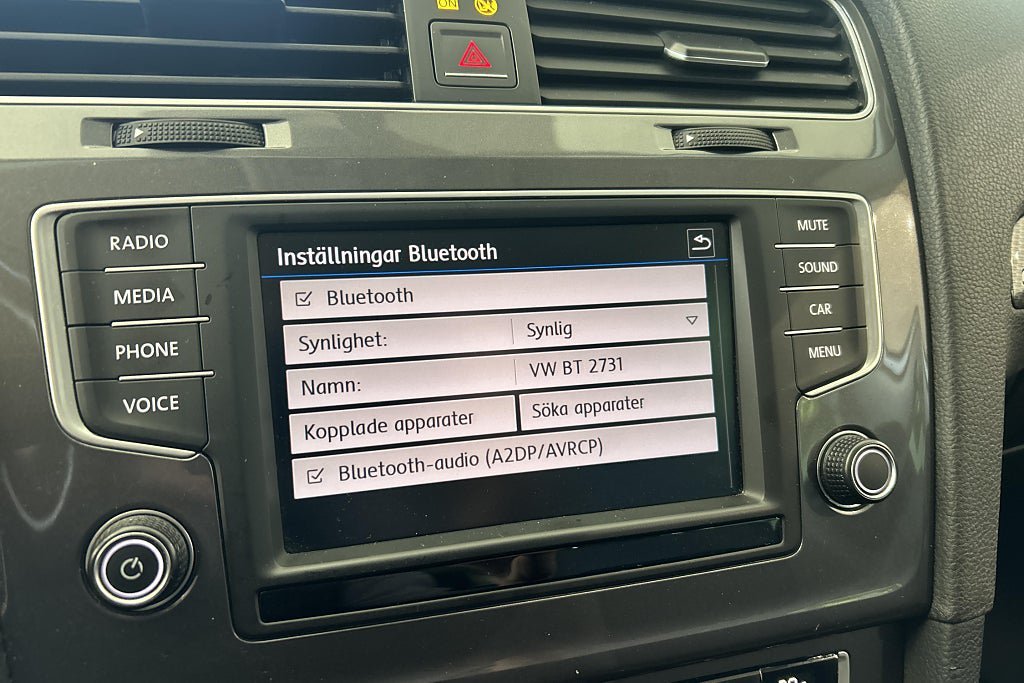 ON
RADIO
MEDIA
PHONE
VOICE
Inställningar Bluetooth
Bluetooth
Synlighet: Synlig
Namn: VW BT 2731
Kopplade apparater Söka apparater
Bluetooth-audio (A2DP/AVRCP)
MUTE
SOUND
CAR
MENU